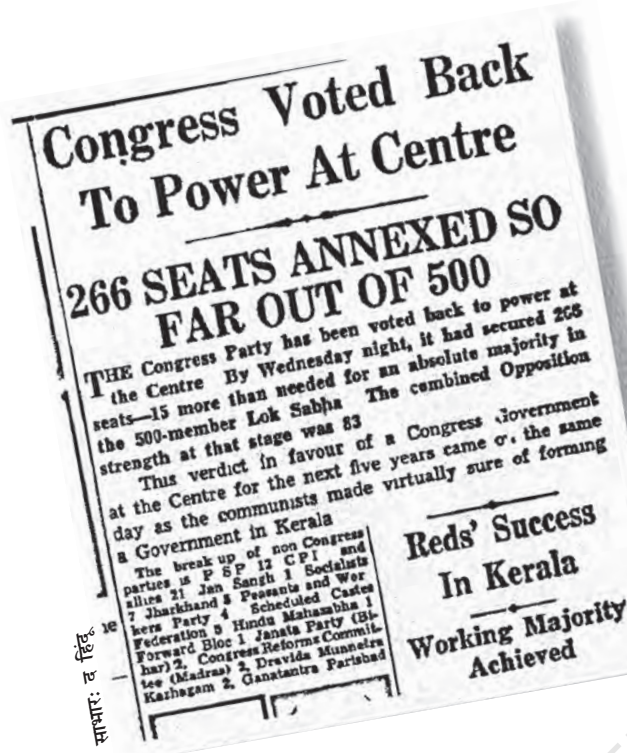 Congress Voted Back
To Power At Centre
266 SEATS ANNEXED SO
FAR OUT OF 500
THE Congress Party has been voted back to power at
the Centre By Wednesday night, it had secured 266
seats—15 more than needed for an absolute majority in
the 500-member Lok Sabha The combined Opposition
strength at that stage was 83
This verdict in favour of a Congress Government
at the Centre for the next five years came on the same
day as the communists made virtually sure of forming
a Government in Kerala
The break up of non Congress
parties is P S P 12 C P I and
allies 21 Jan Sangh 1 Socialists
7 Jharkhand 5 Peasants and Wor
kers Party 4 Scheduled Castes
Federation 5 Hindu Mahasabha 1
Forward Bloc 1 Janata Party (Bi-
har) 2, Congress Reforms Commit-
tee (Madras) 2, Dravida Munnetra
Kazhagam 2, Ganatantra Parishad
Reds' Success
In Kerala
Working Majority
Achieved
साभार: द हिंदू